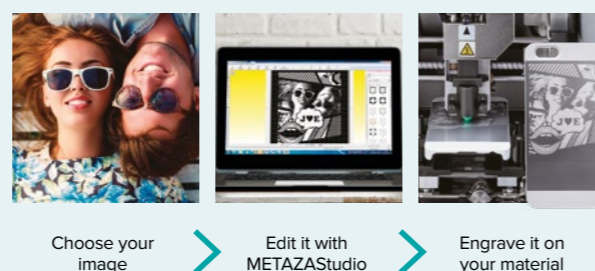 J♥E
J♥E
Choose your
image
Edit it with
METAZAStudio
Engrave it on
your material